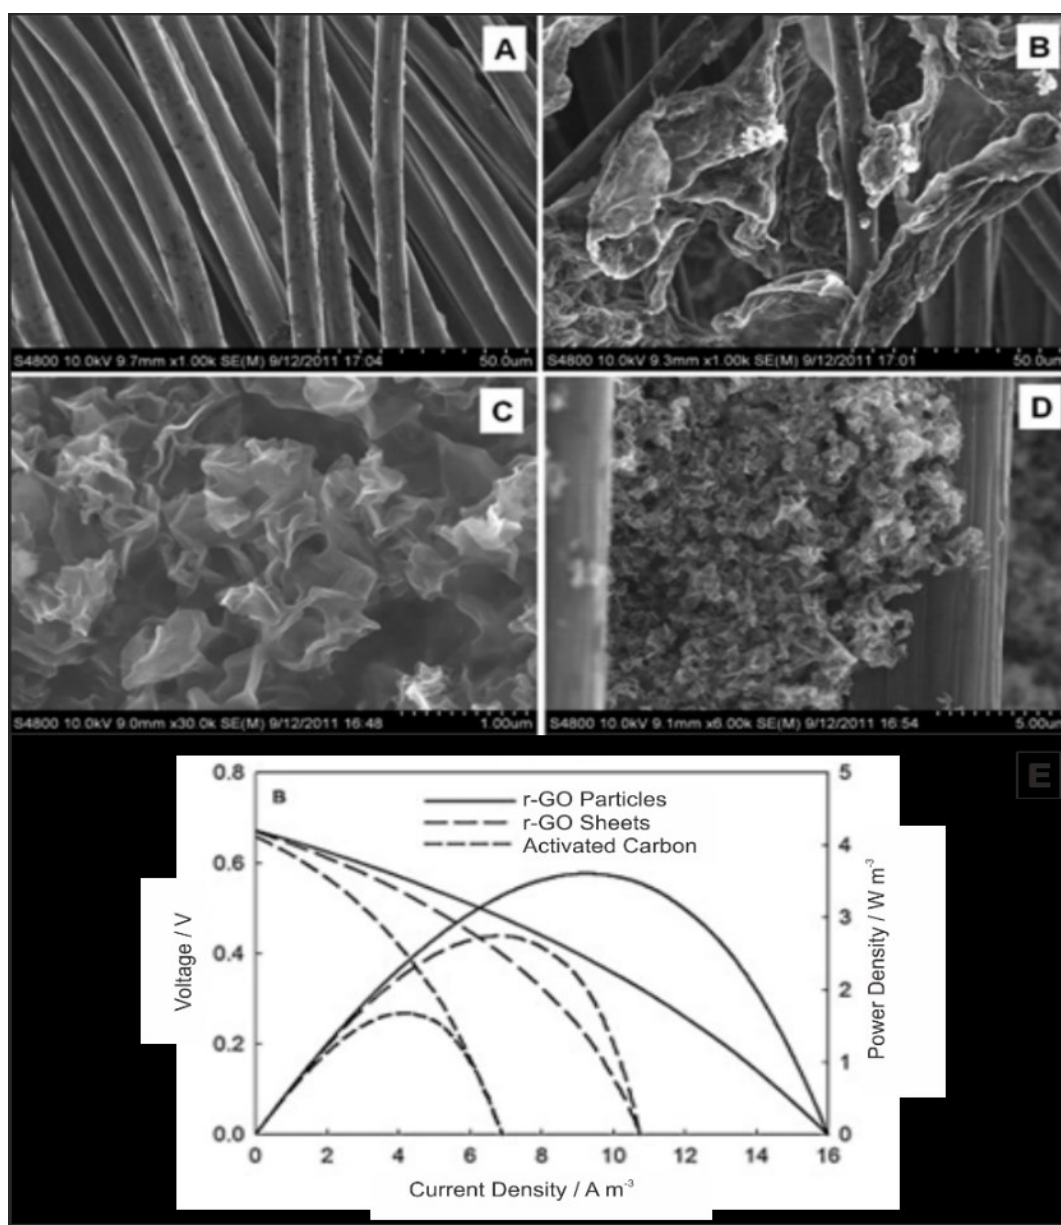 A
B
S4800 10.0kV 9.7mm x1.00k SE(M) 9/12/2011 17:04 50.0um
S4800 10.0kV 9.3mm x1.00k SE(M) 9/12/2011 17:01 50.0um
C
D
S4800 10.0kV 9.0mm x30.0k SE(M) 9/12/2011 16:48 1.00um
S4800 10.0kV 9.1mm x6.00k SE(M) 9/12/2011 16:54 5.00um
E
B
r-GO Particles
r-GO Sheets
Activated Carbon
0.8
0.6
0.4
0.2
0.0
Voltage / V
5
4
3
2
1
0
Power Density / W m⁻³
0 2 4 6 8 10 12 14 16
Current Density / A m⁻³